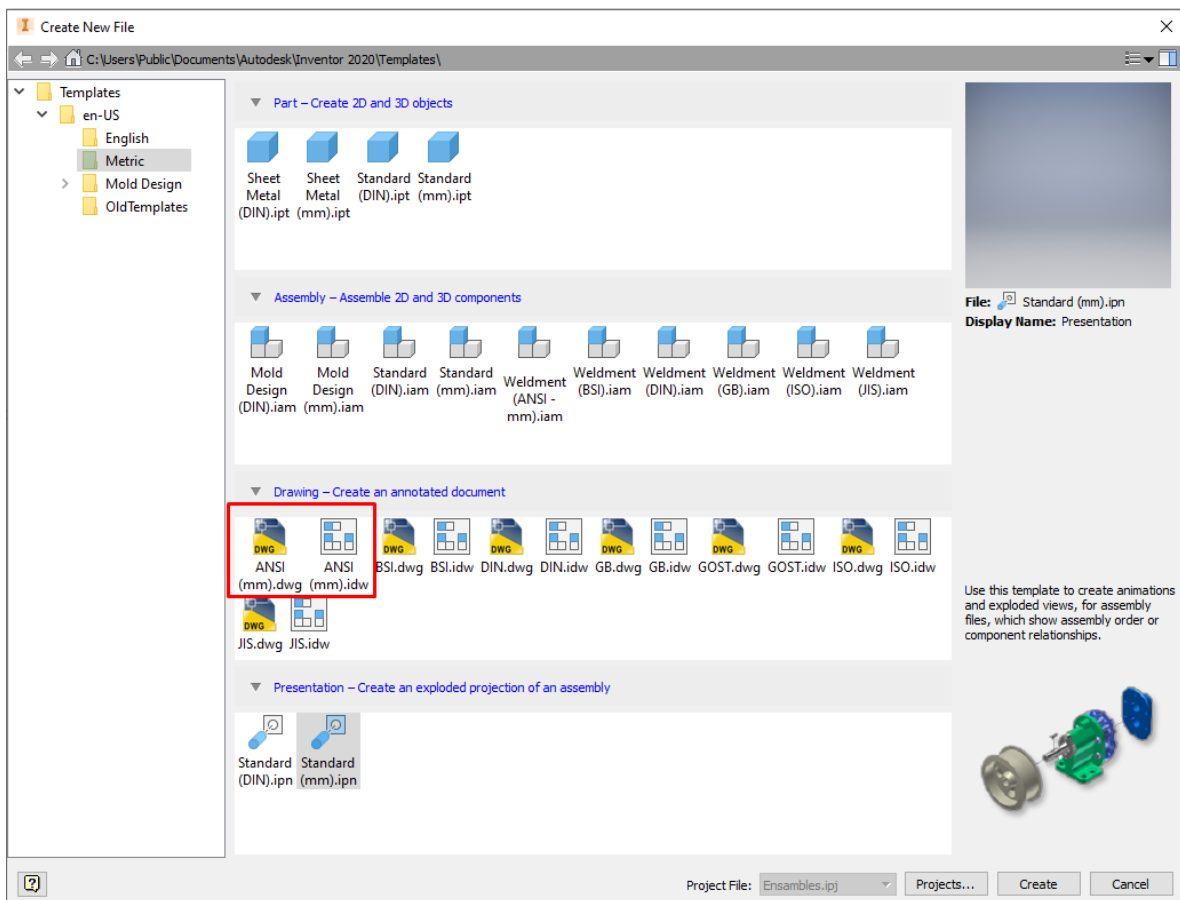 Create New File
C:\Users\Public\Documents\Autodesk\Inventor 2020\Templates\
Templates
en-US
English
Metric
Mold Design
OldTemplates
Part – Create 2D and 3D objects
Sheet Metal (DIN).ipt
Sheet Metal (mm).ipt
Standard (DIN).ipt
Standard (mm).ipt
Assembly – Assemble 2D and 3D components
Mold Design (DIN).iam
Mold Design (mm).iam
Standard (DIN).iam
Standard (mm).iam
Weldment (ANSI - mm).iam
Weldment (BSI).iam
Weldment (DIN).iam
Weldment (GB).iam
Weldment (ISO).iam
Weldment (JIS).iam
Drawing – Create an annotated document
DWG
ANSI (mm).dwg
ANSI (mm).idw
DWG
BSI.dwg
BSI.idw
DWG
DIN.dwg
DIN.idw
DWG
GB.dwg
GB.idw
DWG
GOST.dwg
GOST.idw
DWG
ISO.dwg
ISO.idw
DWG
JIS.dwg
JIS.idw
Presentation – Create an exploded projection of an assembly
Standard (DIN).ipn
Standard (mm).ipn
File: Standard (mm).ipn
Display Name: Presentation
Use this template to create animations
and exploded views, for assembly
files, which show assembly order or
component relationships.
Project File: Ensambles.ipj
Projects...
Create
Cancel